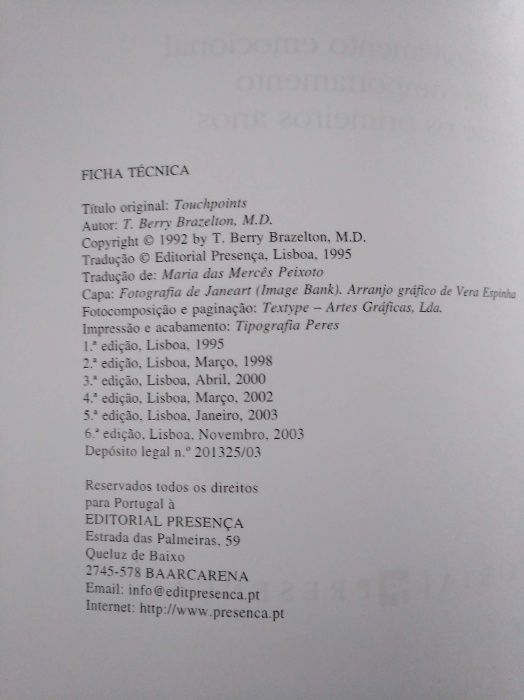 FICHA TÉCNICA
Título original: Touchpoints
Autor: T. Berry Brazelton, M.D.
Copyright © 1992 by T. Berry Brazelton, M.D.
Tradução © Editorial Presença, Lisboa, 1995
Tradução de: Maria das Mercês Peixoto
Capa: Fotografia de Janeart (Image Bank). Arranjo gráfico de Vera Espinha
Fotocomposição e paginação: Textype – Artes Gráficas, Lda.
Impressão e acabamento: Tipografia Peres
1.ª edição, Lisboa, 1995
2.ª edição, Lisboa, Março, 1998
3.ª edição, Lisboa, Abril, 2000
4.ª edição, Lisboa, Março, 2002
5.ª edição, Lisboa, Janeiro, 2003
6.ª edição, Lisboa, Novembro, 2003
Depósito legal n.º 201325/03
Reservados todos os direitos
para Portugal à
EDITORIAL PRESENÇA
Estrada das Palmeiras, 59
Queluz de Baixo
2745-578 BAARCARENA
Email: info@editpresenca.pt
Internet: http://www.presenca.pt